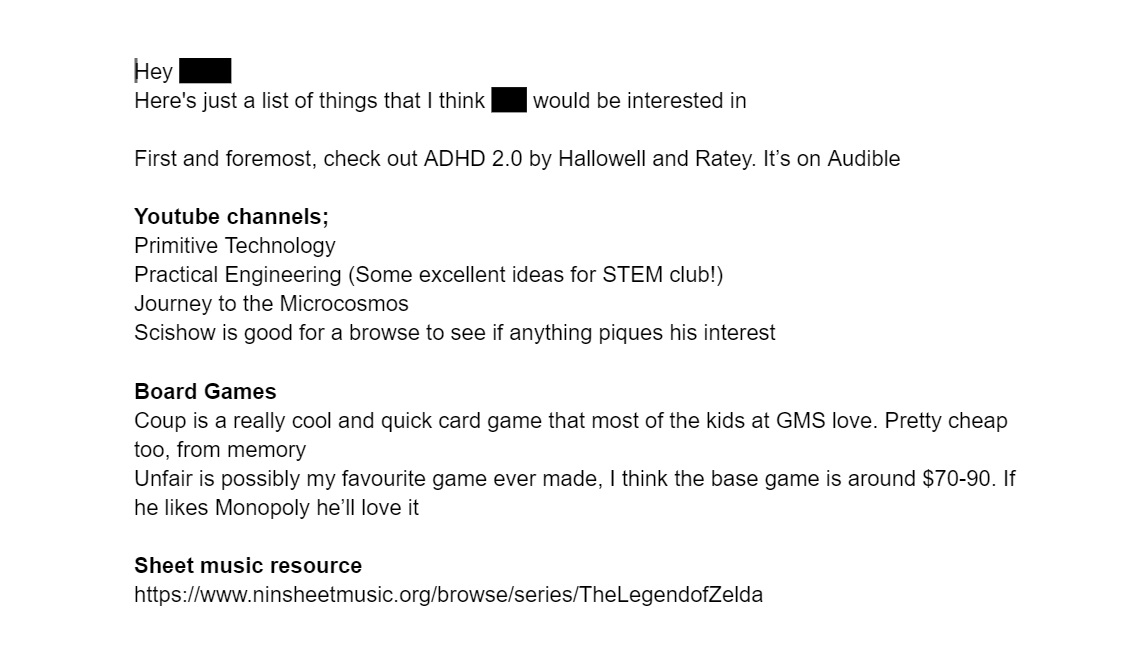 Hey
Here's just a list of things that I think would be interested in
First and foremost, check out ADHD 2.0 by Hallowell and Ratey. It’s on Audible
Youtube channels;
Primitive Technology
Practical Engineering (Some excellent ideas for STEM club!)
Journey to the Microcosmos
Scishow is good for a browse to see if anything piques his interest
Board Games
Coup is a really cool and quick card game that most of the kids at GMS love. Pretty cheap
too, from memory
Unfair is possibly my favourite game ever made, I think the base game is around $70-90. If
he likes Monopoly he’ll love it
Sheet music resource
https://www.ninsheetmusic.org/browse/series/TheLegendofZelda